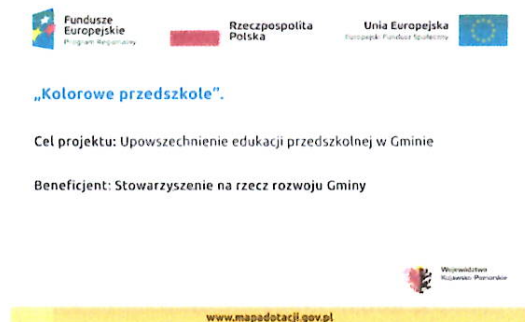 Fundusze
Europejskie
Program Regionalny
Rzeczpospolita
Polska
Unia Europejska
Europejski Fundusz Społeczny
„Kolorowe przedszkole”.
Cel projektu: Upowszechnienie edukacji przedszkolnej w Gminie
Beneficjent: Stowarzyszenie na rzecz rozwoju Gminy
Województwo
Kujawsko-Pomorskie
www.mapadotacji.gov.pl